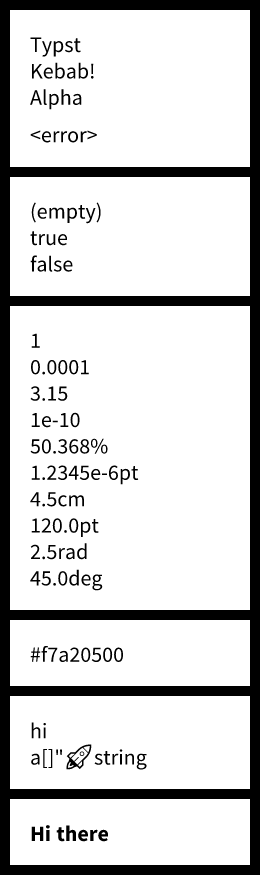 Typst
Kebab!
Alpha
<error>
(empty)
true
false
1
0.0001
3.15
1e-10
50.368%
1.2345e-6pt
4.5cm
120.0pt
2.5rad
45.0deg
#f7a20500
hi
a[]"🚀string
Hi there